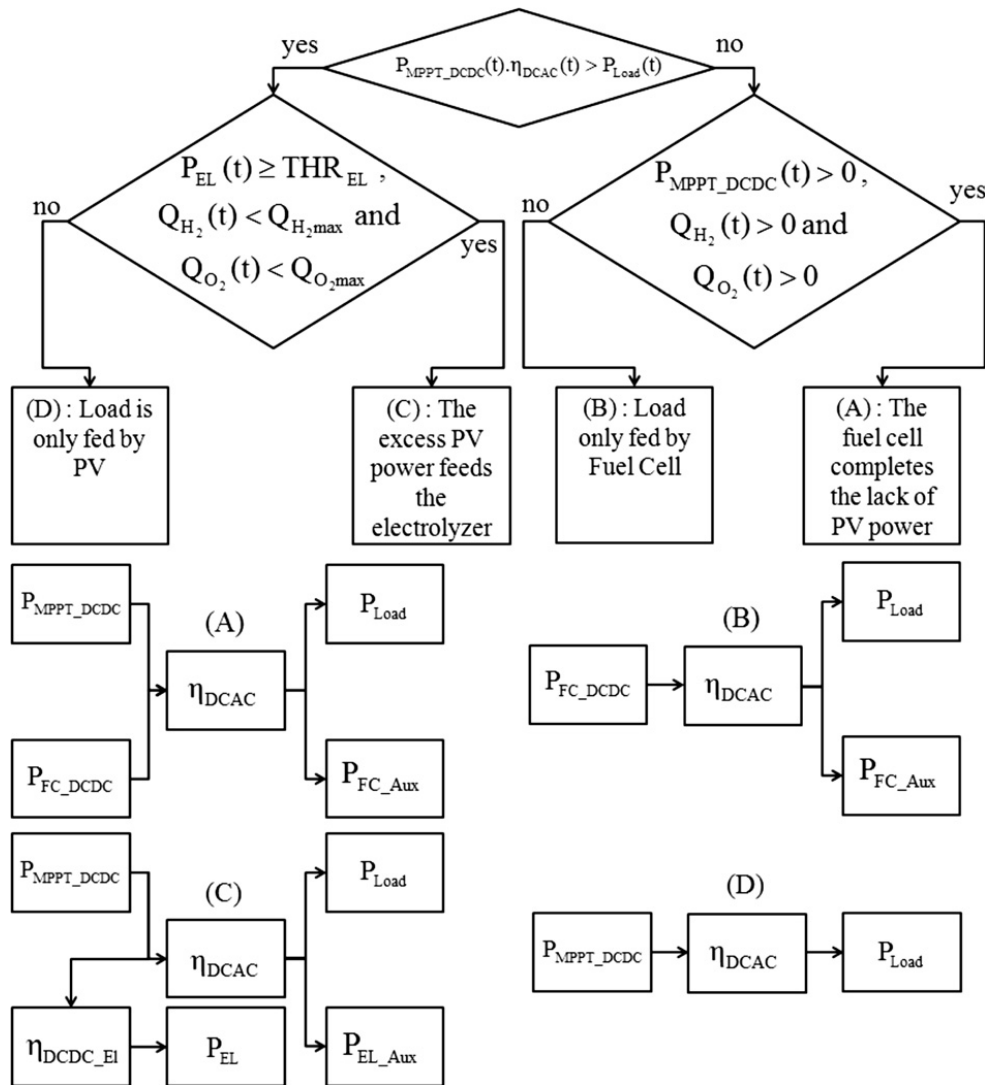 yes
no
P_MPPT_DCDC(t).η_DCAC(t) > P_Load(t)
P_EL(t) ≥ THR_EL ,
Q_H₂(t) < Q_H₂max and
Q_O₂(t) < Q_O₂max
no
yes
P_MPPT_DCDC(t) > 0 ,
Q_H₂(t) > 0 and
Q_O₂(t) > 0
no
yes
(D) : Load is
only fed by
PV
(C) : The
excess PV
power feeds
the
electrolyzer
(B) : Load
only fed by
Fuel Cell
(A) : The
fuel cell
completes
the lack of
PV power
(A)
P_MPPT_DCDC
P_FC_DCDC
η_DCAC
P_Load
P_FC_Aux
(B)
P_FC_DCDC
η_DCAC
P_Load
P_FC_Aux
(C)
P_MPPT_DCDC
η_DCAC
P_Load
η_DCDC_El
P_EL
P_EL_Aux
(D)
P_MPPT_DCDC
η_DCAC
P_Load